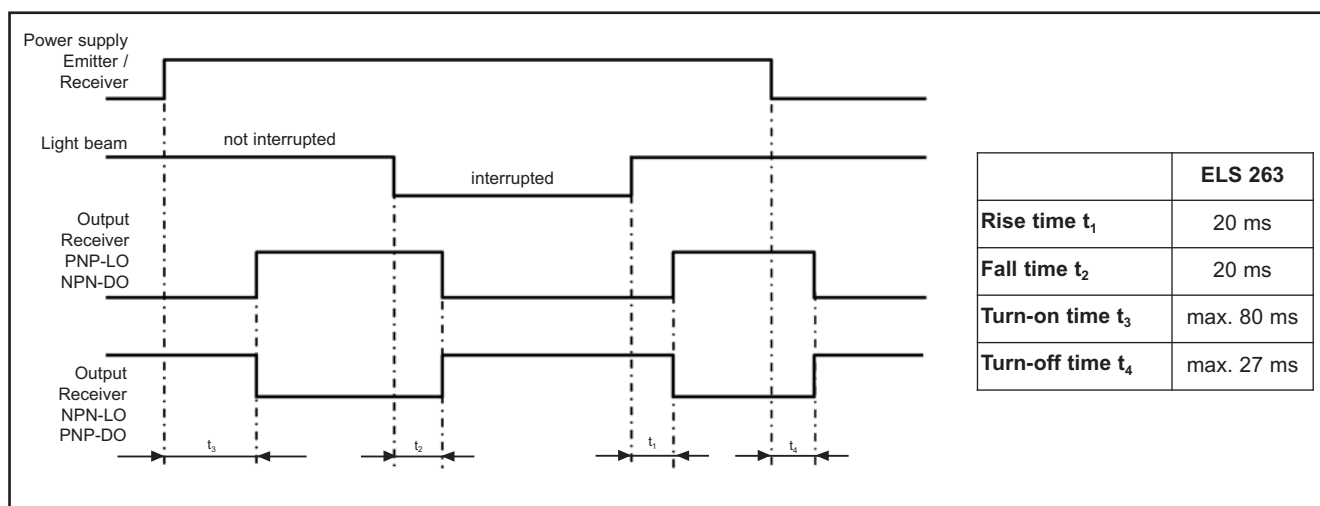 Power supply
Emitter /
Receiver
Light beam
not interrupted
interrupted
Output
Receiver
PNP-LO
NPN-DO
Output
Receiver
NPN-LO
PNP-DO
t₃
t₂
t₁
t₄
ELS 263
Rise time t₁ 20 ms
Fall time t₂ 20 ms
Turn-on time t₃ max. 80 ms
Turn-off time t₄ max. 27 ms